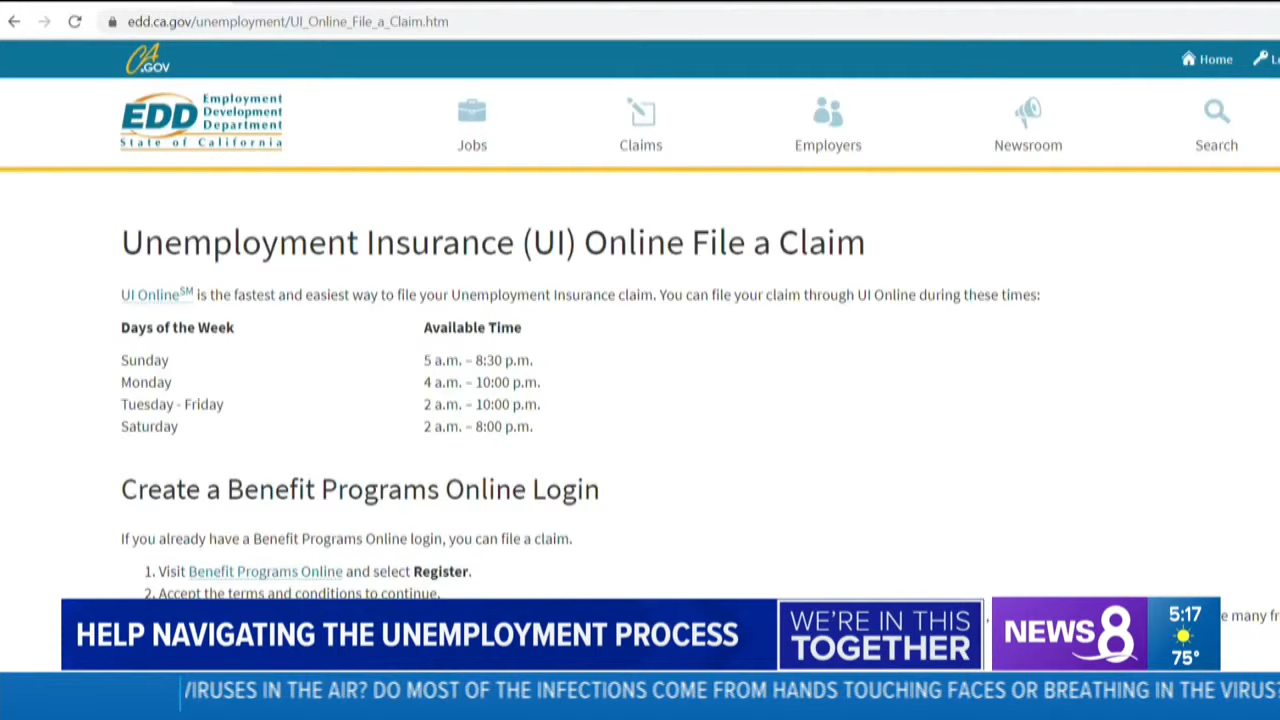 edd.ca.gov/unemployment/UI_Online_File_a_Claim.htm
CA.GOV
Home
EDD Employment
Development
Department
State of California
Jobs
Claims
Employers
Newsroom
Search
Unemployment Insurance (UI) Online File a Claim
UI OnlineSM is the fastest and easiest way to file your Unemployment Insurance claim. You can file your claim through UI Online during these times:
Days of the Week Available Time
Sunday 5 a.m. – 8:30 p.m.
Monday 4 a.m. – 10:00 p.m.
Tuesday - Friday 2 a.m. – 10:00 p.m.
Saturday 2 a.m. – 8:00 p.m.
Create a Benefit Programs Online Login
If you already have a Benefit Programs Online login, you can file a claim.
1. Visit Benefit Programs Online and select Register.
2. Accept the terms and conditions to continue.
e many fr
HELP NAVIGATING THE UNEMPLOYMENT PROCESS
WE'RE IN THIS
TOGETHER
NEWS 8
5:17
75°
VIRUSES IN THE AIR? DO MOST OF THE INFECTIONS COME FROM HANDS TOUCHING FACES OR BREATHING IN THE VIRUS?